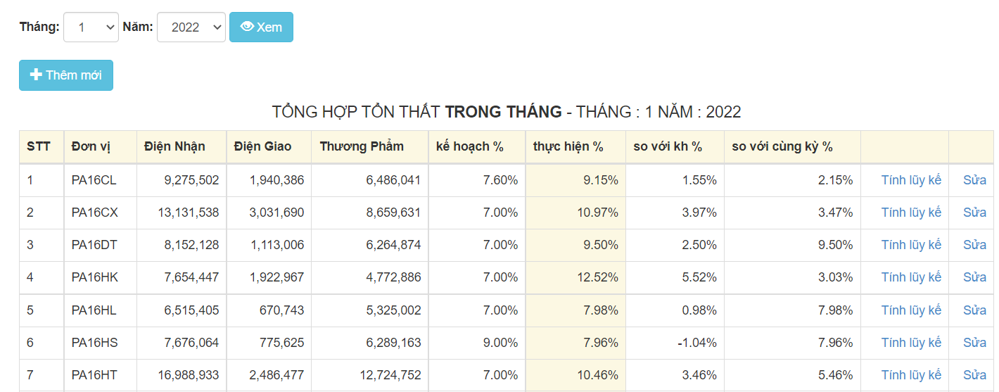 Tháng: 1 Năm: 2022 Xem
Thêm mới
TỔNG HỢP TỔN THẤT TRONG THÁNG - THÁNG : 1 NĂM : 2022
STT Đơn vị Điện Nhận Điện Giao Thương Phẩm kế hoạch % thực hiện % so với kh % so với cùng kỳ %
1 PA16CL 9,275,502 1,940,386 6,486,041 7.60% 9.15% 1.55% 2.15% Tính lũy kế Sửa
2 PA16CX 13,131,538 3,031,690 8,659,631 7.00% 10.97% 3.97% 3.47% Tính lũy kế Sửa
3 PA16DT 8,152,128 1,113,006 6,264,874 7.00% 9.50% 2.50% 9.50% Tính lũy kế Sửa
4 PA16HK 7,654,447 1,922,967 4,772,886 7.00% 12.52% 5.52% 3.03% Tính lũy kế Sửa
5 PA16HL 6,515,405 670,743 5,325,002 7.00% 7.98% 0.98% 7.98% Tính lũy kế Sửa
6 PA16HS 7,676,064 775,625 6,289,163 9.00% 7.96% -1.04% 7.96% Tính lũy kế Sửa
7 PA16HT 16,988,933 2,486,477 12,724,752 7.00% 10.46% 3.46% 5.46% Tính lũy kế Sửa